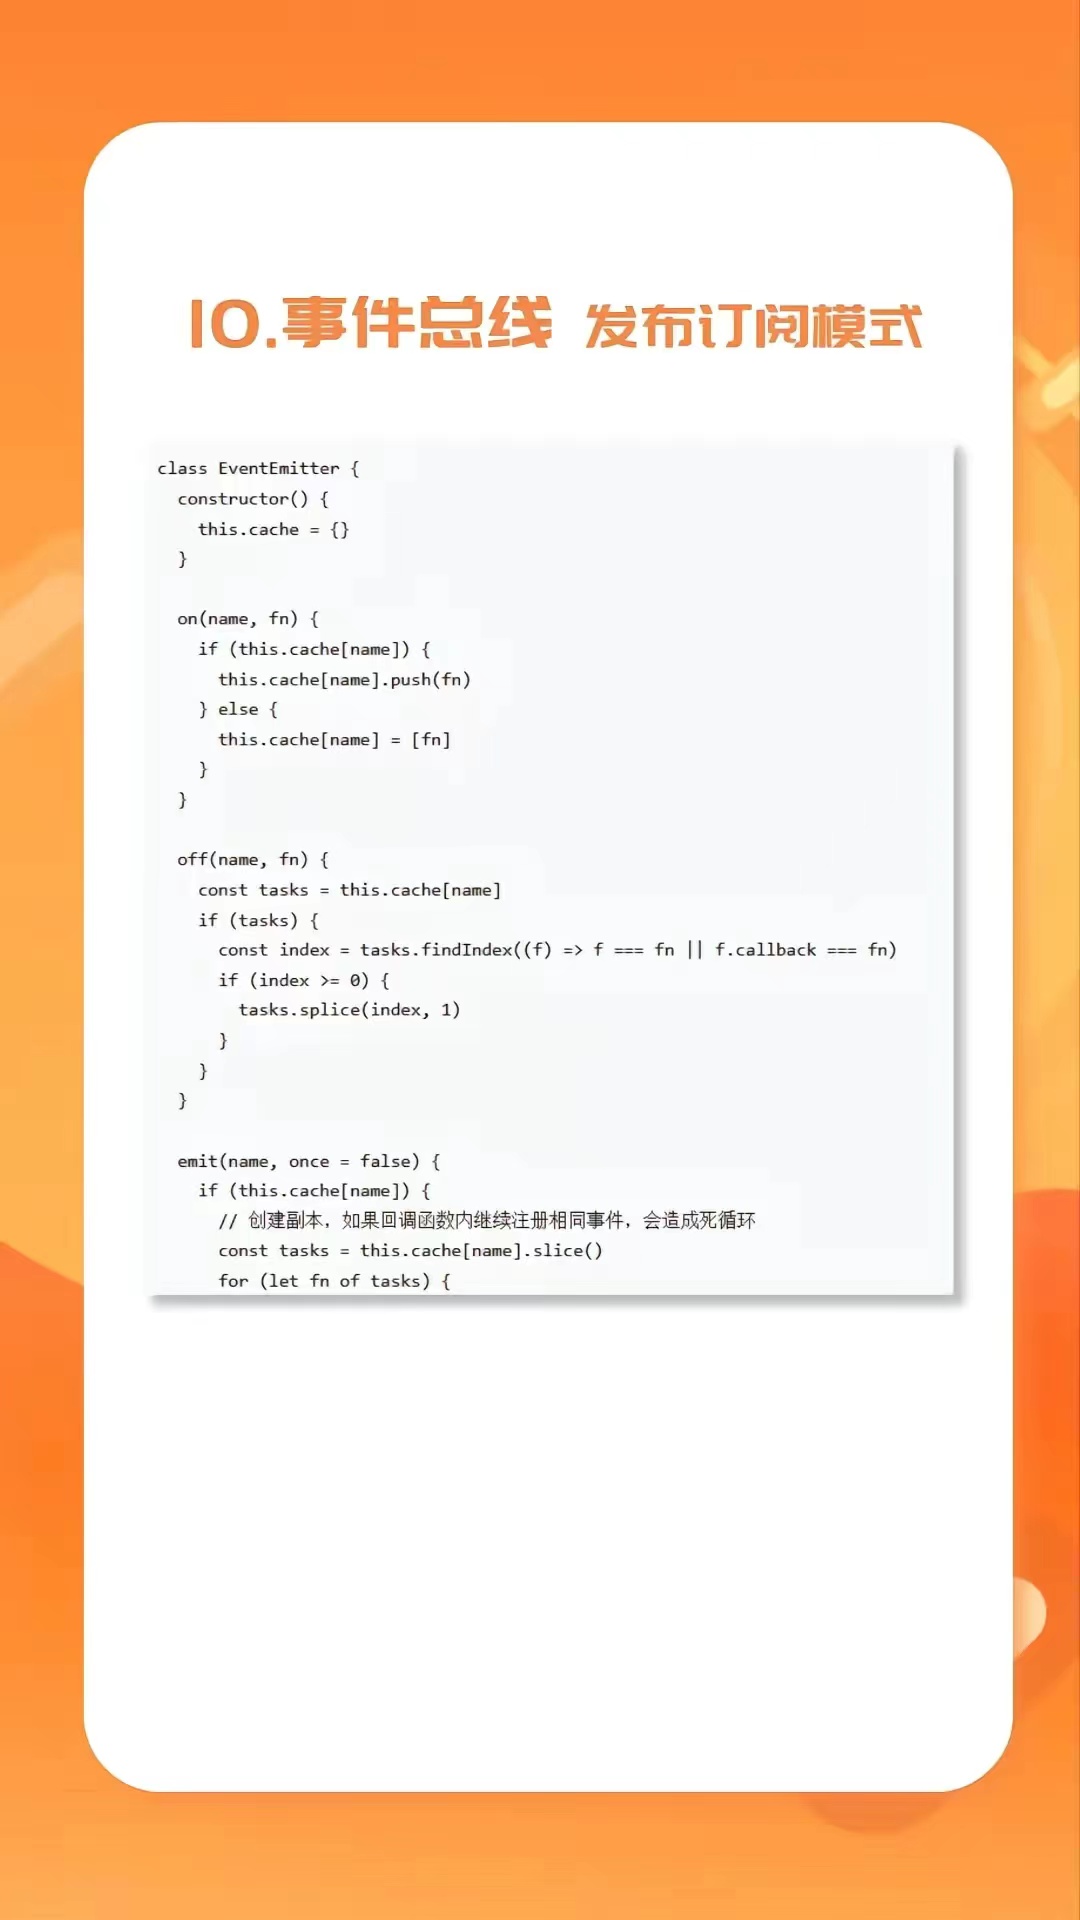 10.事件总线 发布订阅模式
class EventEmitter {
  constructor() {
    this.cache = {}
  }
  on(name, fn) {
    if (this.cache[name]) {
      this.cache[name].push(fn)
    } else {
      this.cache[name] = [fn]
    }
  }
  off(name, fn) {
    const tasks = this.cache[name]
    if (tasks) {
      const index = tasks.findIndex((f) => f === fn || f.callback === fn)
      if (index >= 0) {
        tasks.splice(index, 1)
      }
    }
  }
  emit(name, once = false) {
    if (this.cache[name]) {
      // 创建副本，如果回调函数内继续注册相同事件，会造成死循环
      const tasks = this.cache[name].slice()
      for (let fn of tasks) {